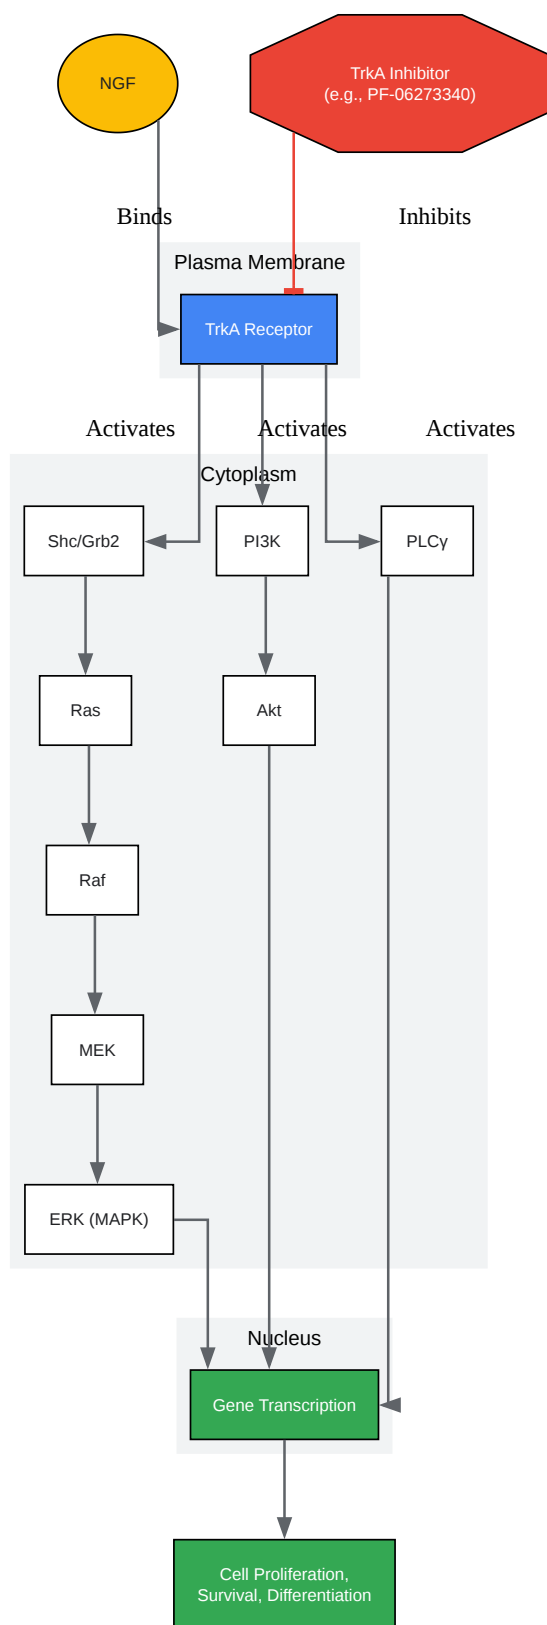 NGF
TrkA Inhibitor
(e.g., PF-06273340)
Binds
Inhibits
Plasma Membrane
TrkA Receptor
Activates
Activates
Activates
Cytoplasm
Shc/Grb2
PI3K
PLCγ
Ras
Akt
Raf
MEK
ERK (MAPK)
Nucleus
Gene Transcription
Cell Proliferation,
Survival, Differentiation